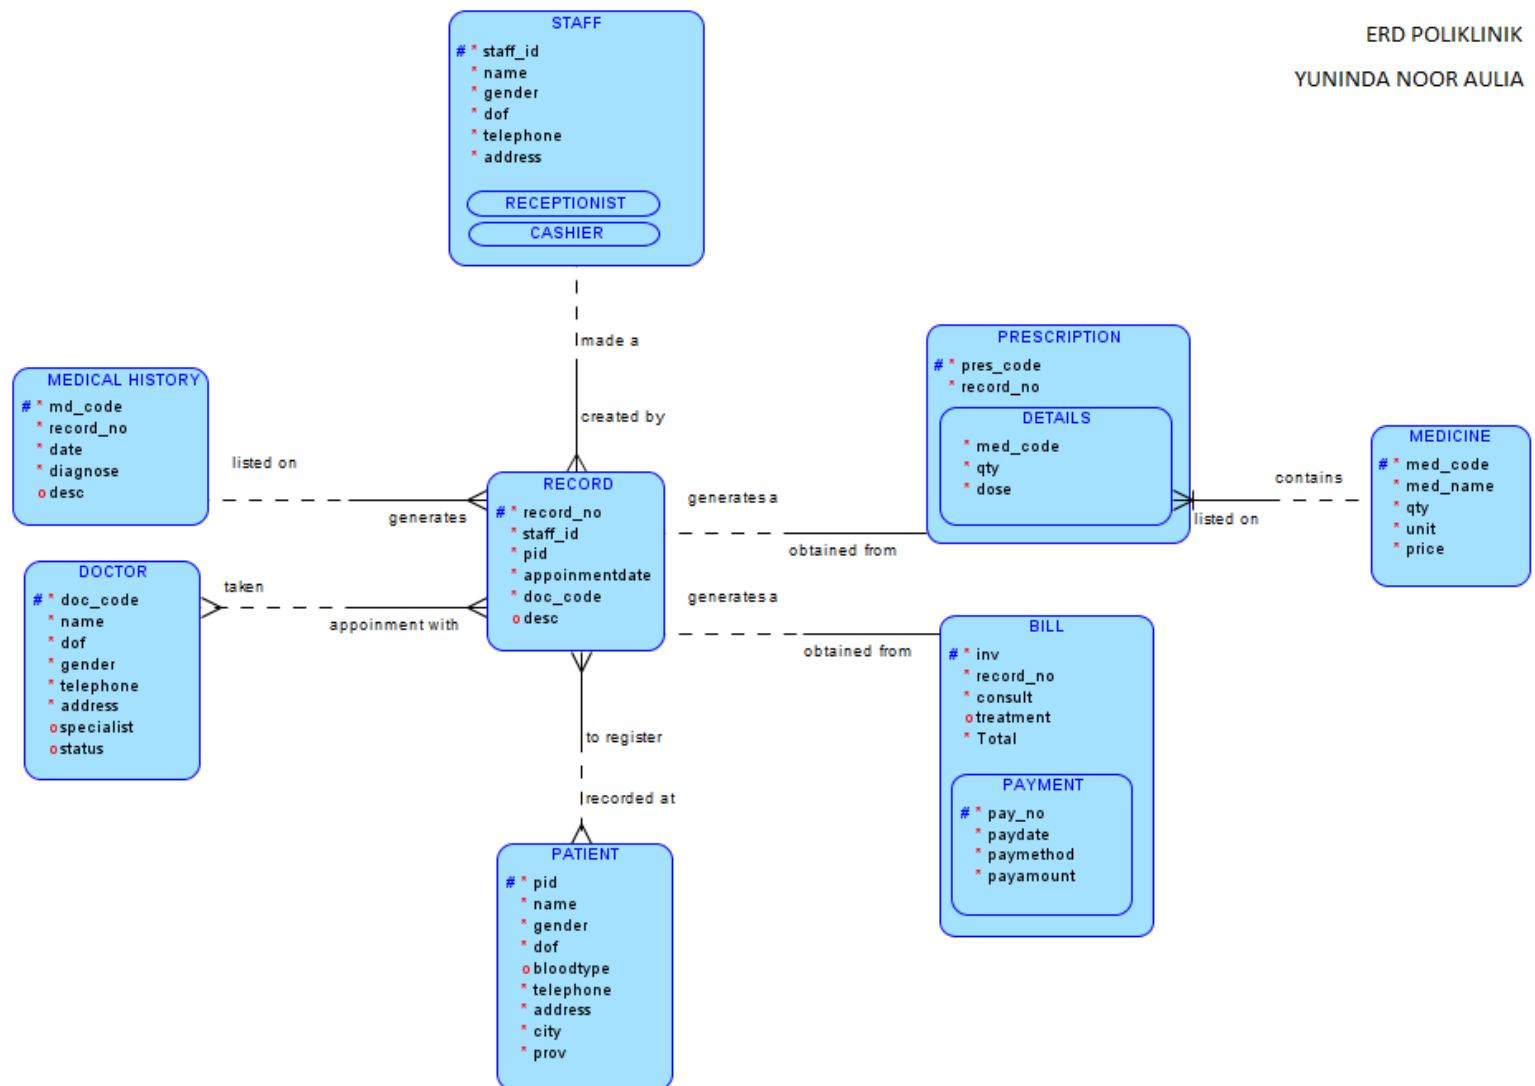 ERD POLIKLINIK
YUNINDA NOOR AULIA
STAFF
# * staff_id
* name
* gender
* dof
* telephone
* address
RECEPTIONIST
CASHIER
made a
created by
MEDICAL HISTORY
# * md_code
* record_no
* date
* diagnose
o desc
listed on
generates
DOCTOR
# * doc_code
* name
* dof
* gender
* telephone
* address
o specialist
o status
taken
appoinment with
RECORD
# * record_no
* staff_id
* pid
* appoinmentdate
* doc_code
o desc
to register
recorded at
PATIENT
# * pid
* name
* gender
* dof
o bloodtype
* telephone
* address
* city
* prov
generates a
obtained from
PRESCRIPTION
# * pres_code
* record_no
DETAILS
* med_code
* qty
* dose
contains
listed on
MEDICINE
# * med_code
* med_name
* qty
* unit
* price
generates a
obtained from
BILL
# * inv
* record_no
* consult
o treatment
* Total
PAYMENT
# * pay_no
* paydate
* paymethod
* payamount